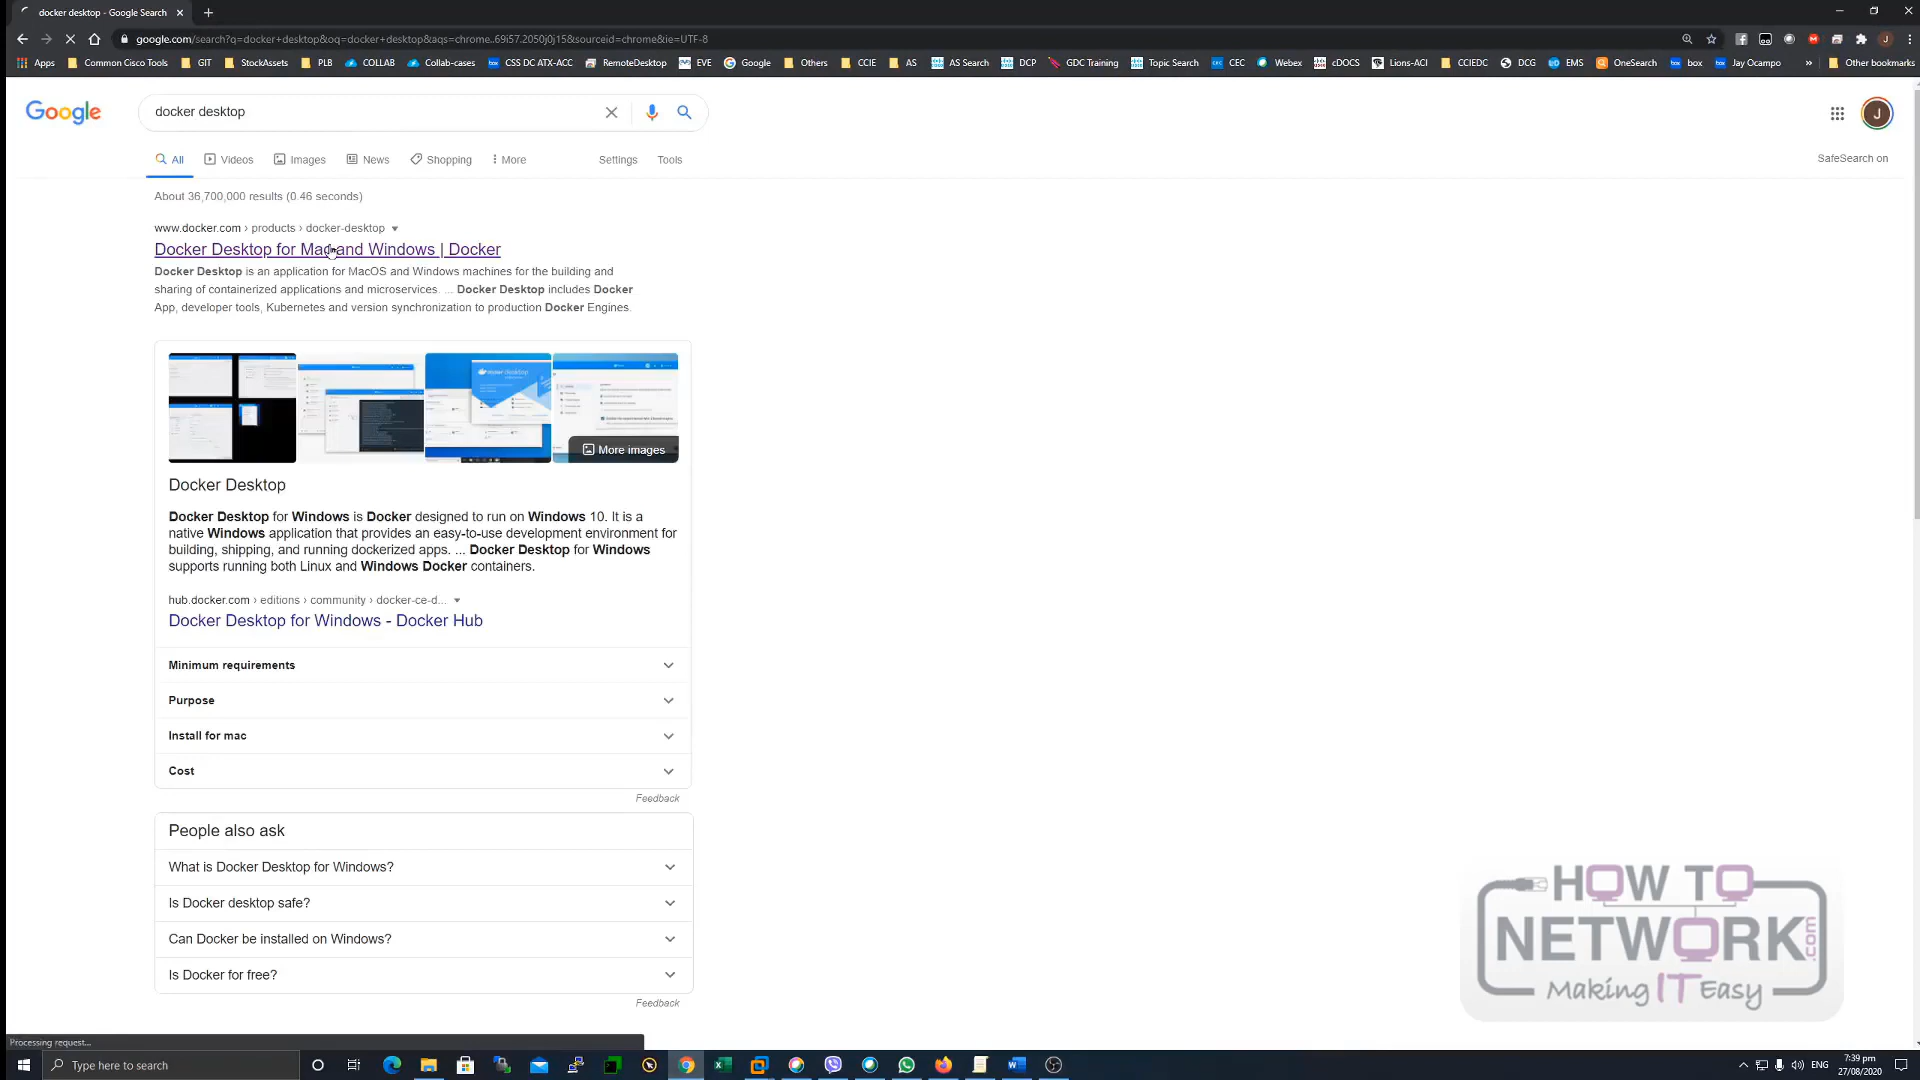 docker desktop - Google Search
google.com/search?q=docker+desktop&oq=docker+desktop&aqs=chrome..69i57.2050j0j15&sourceid=chrome&ie=UTF-8
Apps Common Cisco Tools GIT StockAssets PLB COLLAB Collab-cases CSS DC ATX-ACC RemoteDesktop EVE Google Others CCIE AS AS Search DCP GDC Training Topic Search CEC Webex cDOCS Lions-ACI CCIEDC DCG EMS OneSearch box Jay Ocampo » Other bookmarks
Google
docker desktop
J
All Videos Images News Shopping More Settings Tools
SafeSearch on
About 36,700,000 results (0.46 seconds)
www.docker.com › products › docker-desktop
Docker Desktop for Mac and Windows | Docker
Docker Desktop is an application for MacOS and Windows machines for the building and
sharing of containerized applications and microservices. ... Docker Desktop includes Docker
App, developer tools, Kubernetes and version synchronization to production Docker Engines.
More images
Docker Desktop
Docker Desktop for Windows is Docker designed to run on Windows 10. It is a
native Windows application that provides an easy-to-use development environment for
building, shipping, and running dockerized apps. ... Docker Desktop for Windows
supports running both Linux and Windows Docker containers.
hub.docker.com › editions › community › docker-ce-d...
Docker Desktop for Windows - Docker Hub
Minimum requirements
Purpose
Install for mac
Cost
Feedback
People also ask
What is Docker Desktop for Windows?
Is Docker desktop safe?
Can Docker be installed on Windows?
Is Docker for free?
Feedback
HOW TO
NETWORK.com
Making IT Easy
Processing request...
Type here to search
ENG
7:39 pm
27/08/2020